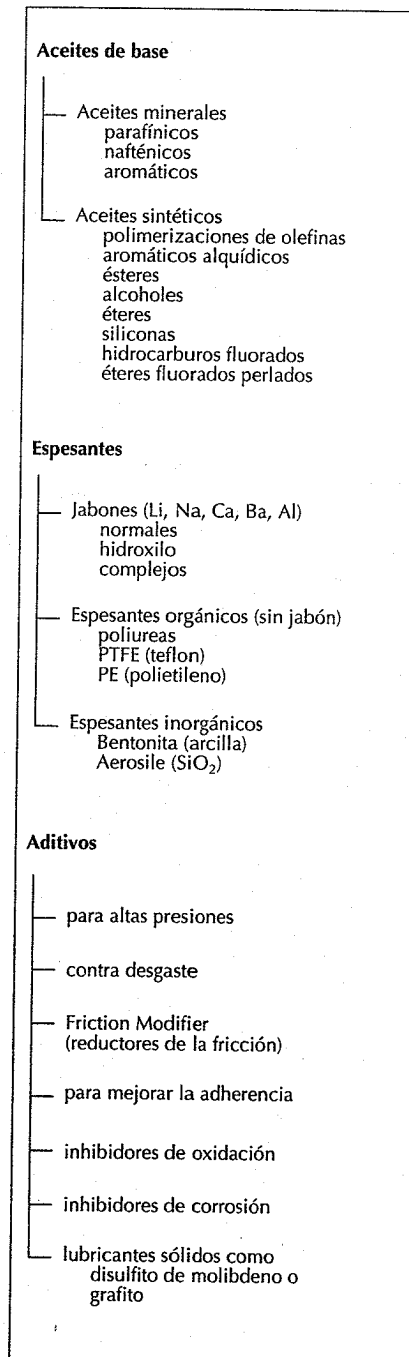 Aceites de base
Aceites minerales
parafínicos
nafténicos
aromáticos
Aceites sintéticos
polimerizaciones de olefinas
aromáticos alquídicos
ésteres
alcoholes
éteres
siliconas
hidrocarburos fluorados
éteres fluorados perlados
Espesantes
Jabones (Li, Na, Ca, Ba, Al)
normales
hidroxilo
complejos
Espesantes orgánicos (sin jabón)
poliureas
PTFE (teflon)
PE (polietileno)
Espesantes inorgánicos
Bentonita (arcilla)
Aerosile (SiO₂)
Aditivos
para altas presiones
contra desgaste
Friction Modifier
(reductores de la fricción)
para mejorar la adherencia
inhibidores de oxidación
inhibidores de corrosión
lubricantes sólidos como
disulfito de molibdeno o
grafito